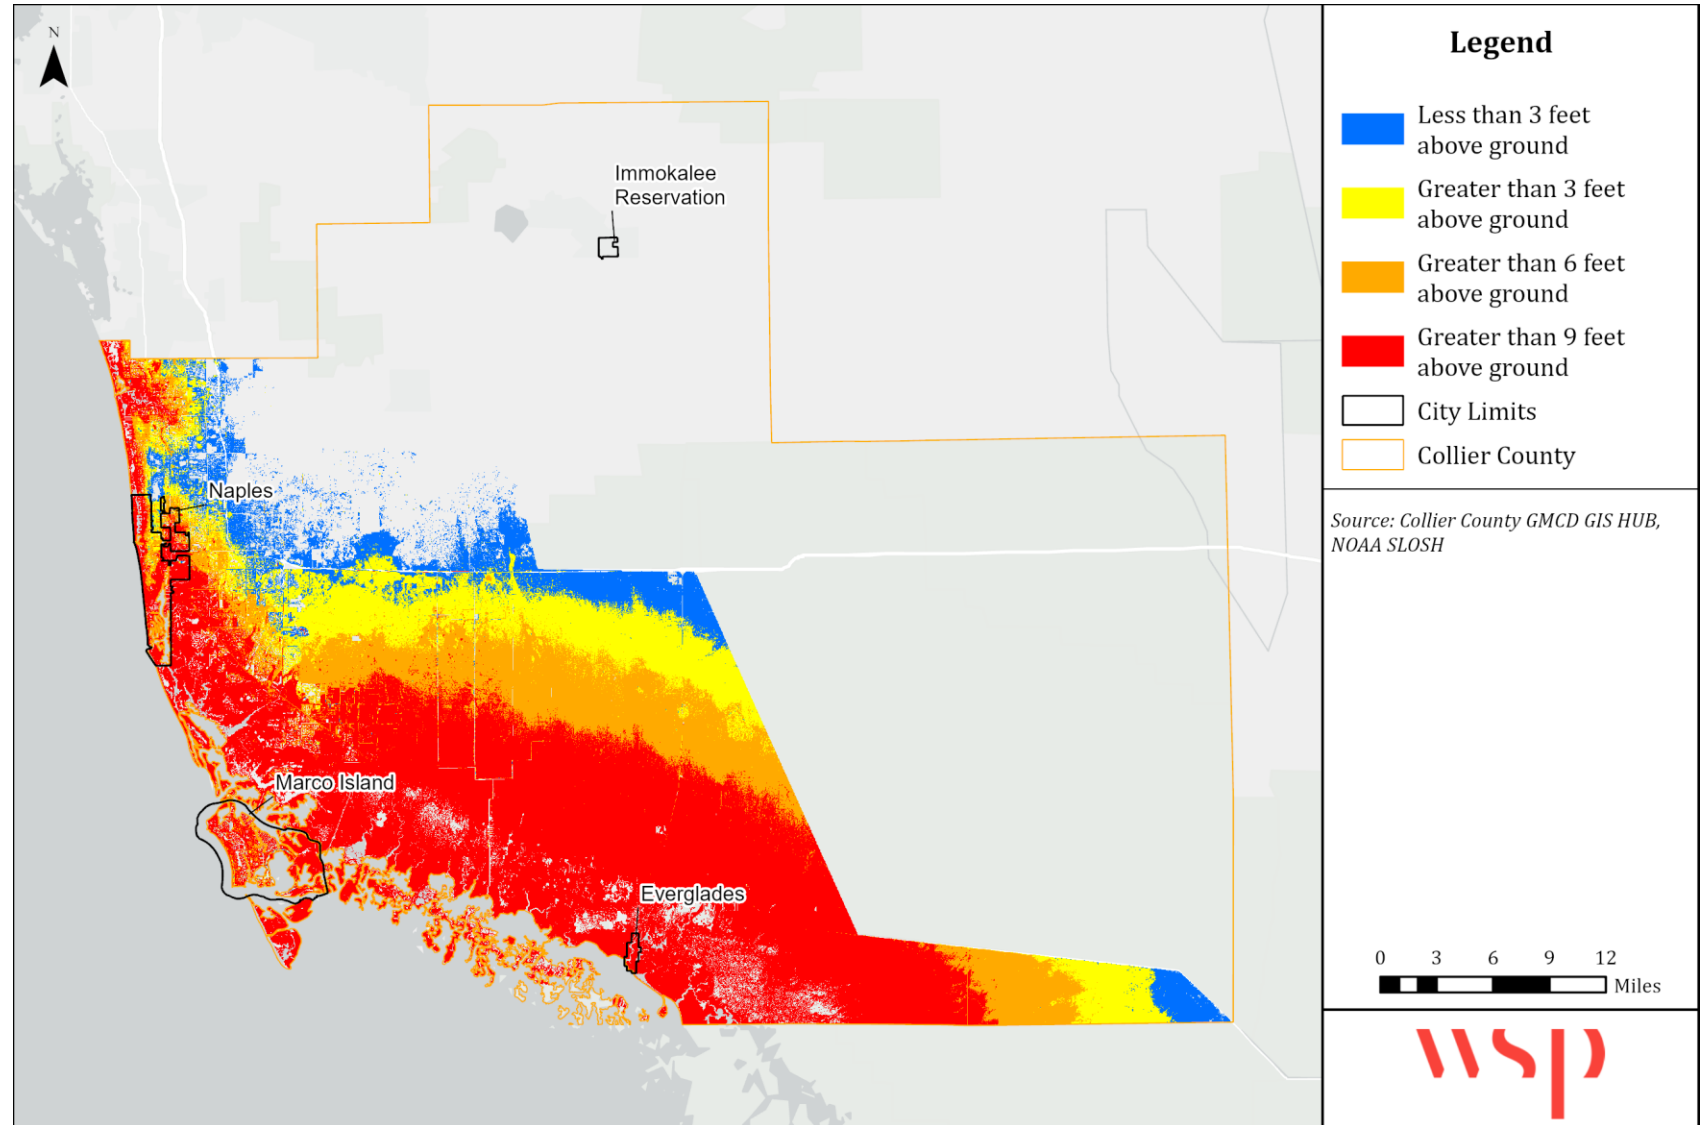 N
Immokalee
Reservation
Naples
Marco Island
Everglades
Legend
Less than 3 feet
above ground
Greater than 3 feet
above ground
Greater than 6 feet
above ground
Greater than 9 feet
above ground
City Limits
Collier County
Source: Collier County GMCD GIS HUB,
NOAA SLOSH
0 3 6 9 12
Miles
wsp